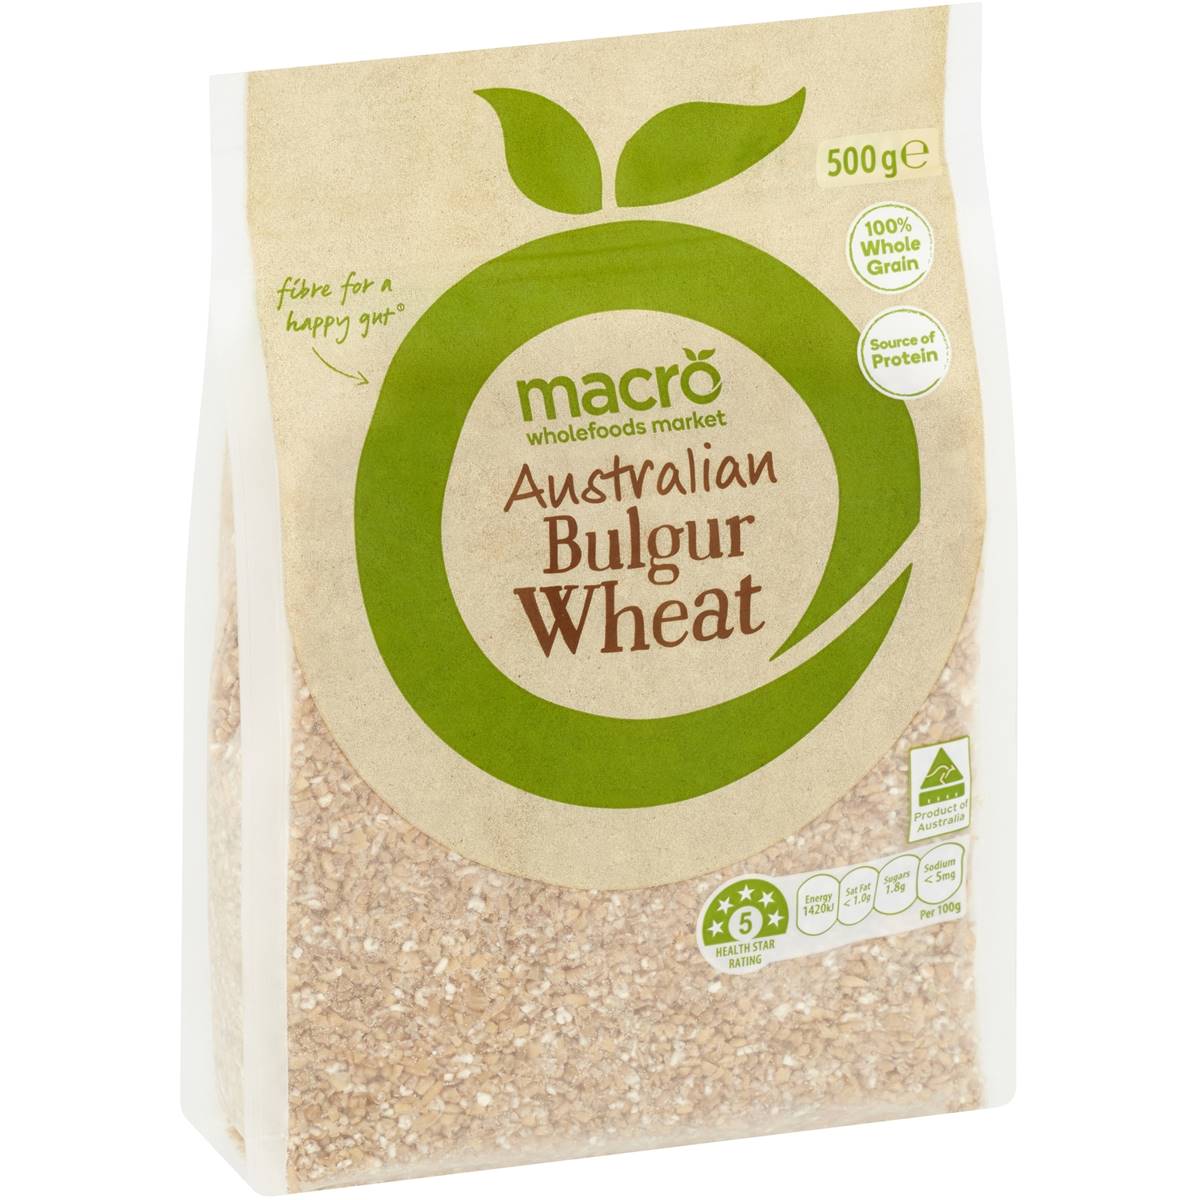 500g℮
100%
Whole
Grain
Source of
Protein
fibre for a
happy gut
macro
wholefoods market
Australian
Bulgur
Wheat
Product of
Australia
5
HEALTH STAR
RATING
Energy
1420kJ
Sat Fat
< 1.0g
Sugars
1.8g
Sodium
< 5mg
Per 100g